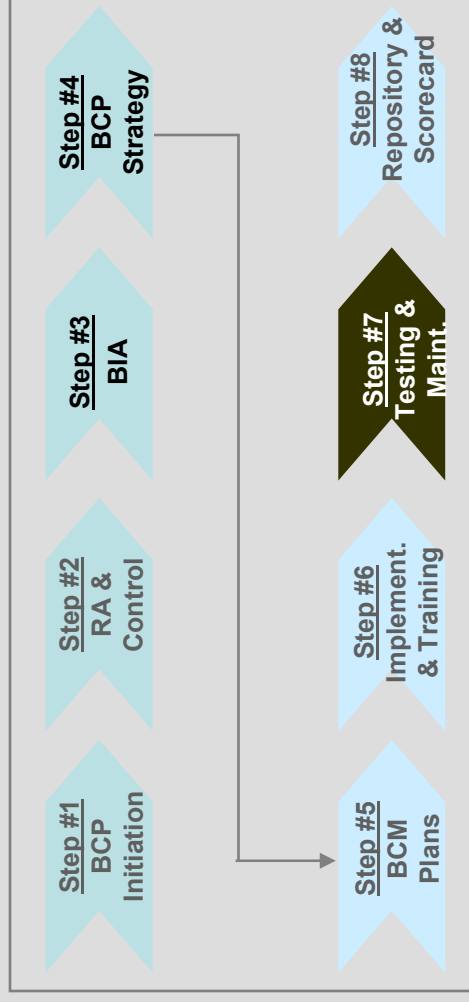 Step #1
BCP
Initiation
Step #2
RA &
Control
Step #3
BIA
Step #4
BCP
Strategy
Step #5
BCM
Plans
Step #6
Implement.
& Training
Step #7
Testing &
Maint.
Step #8
Repository &
Scorecard